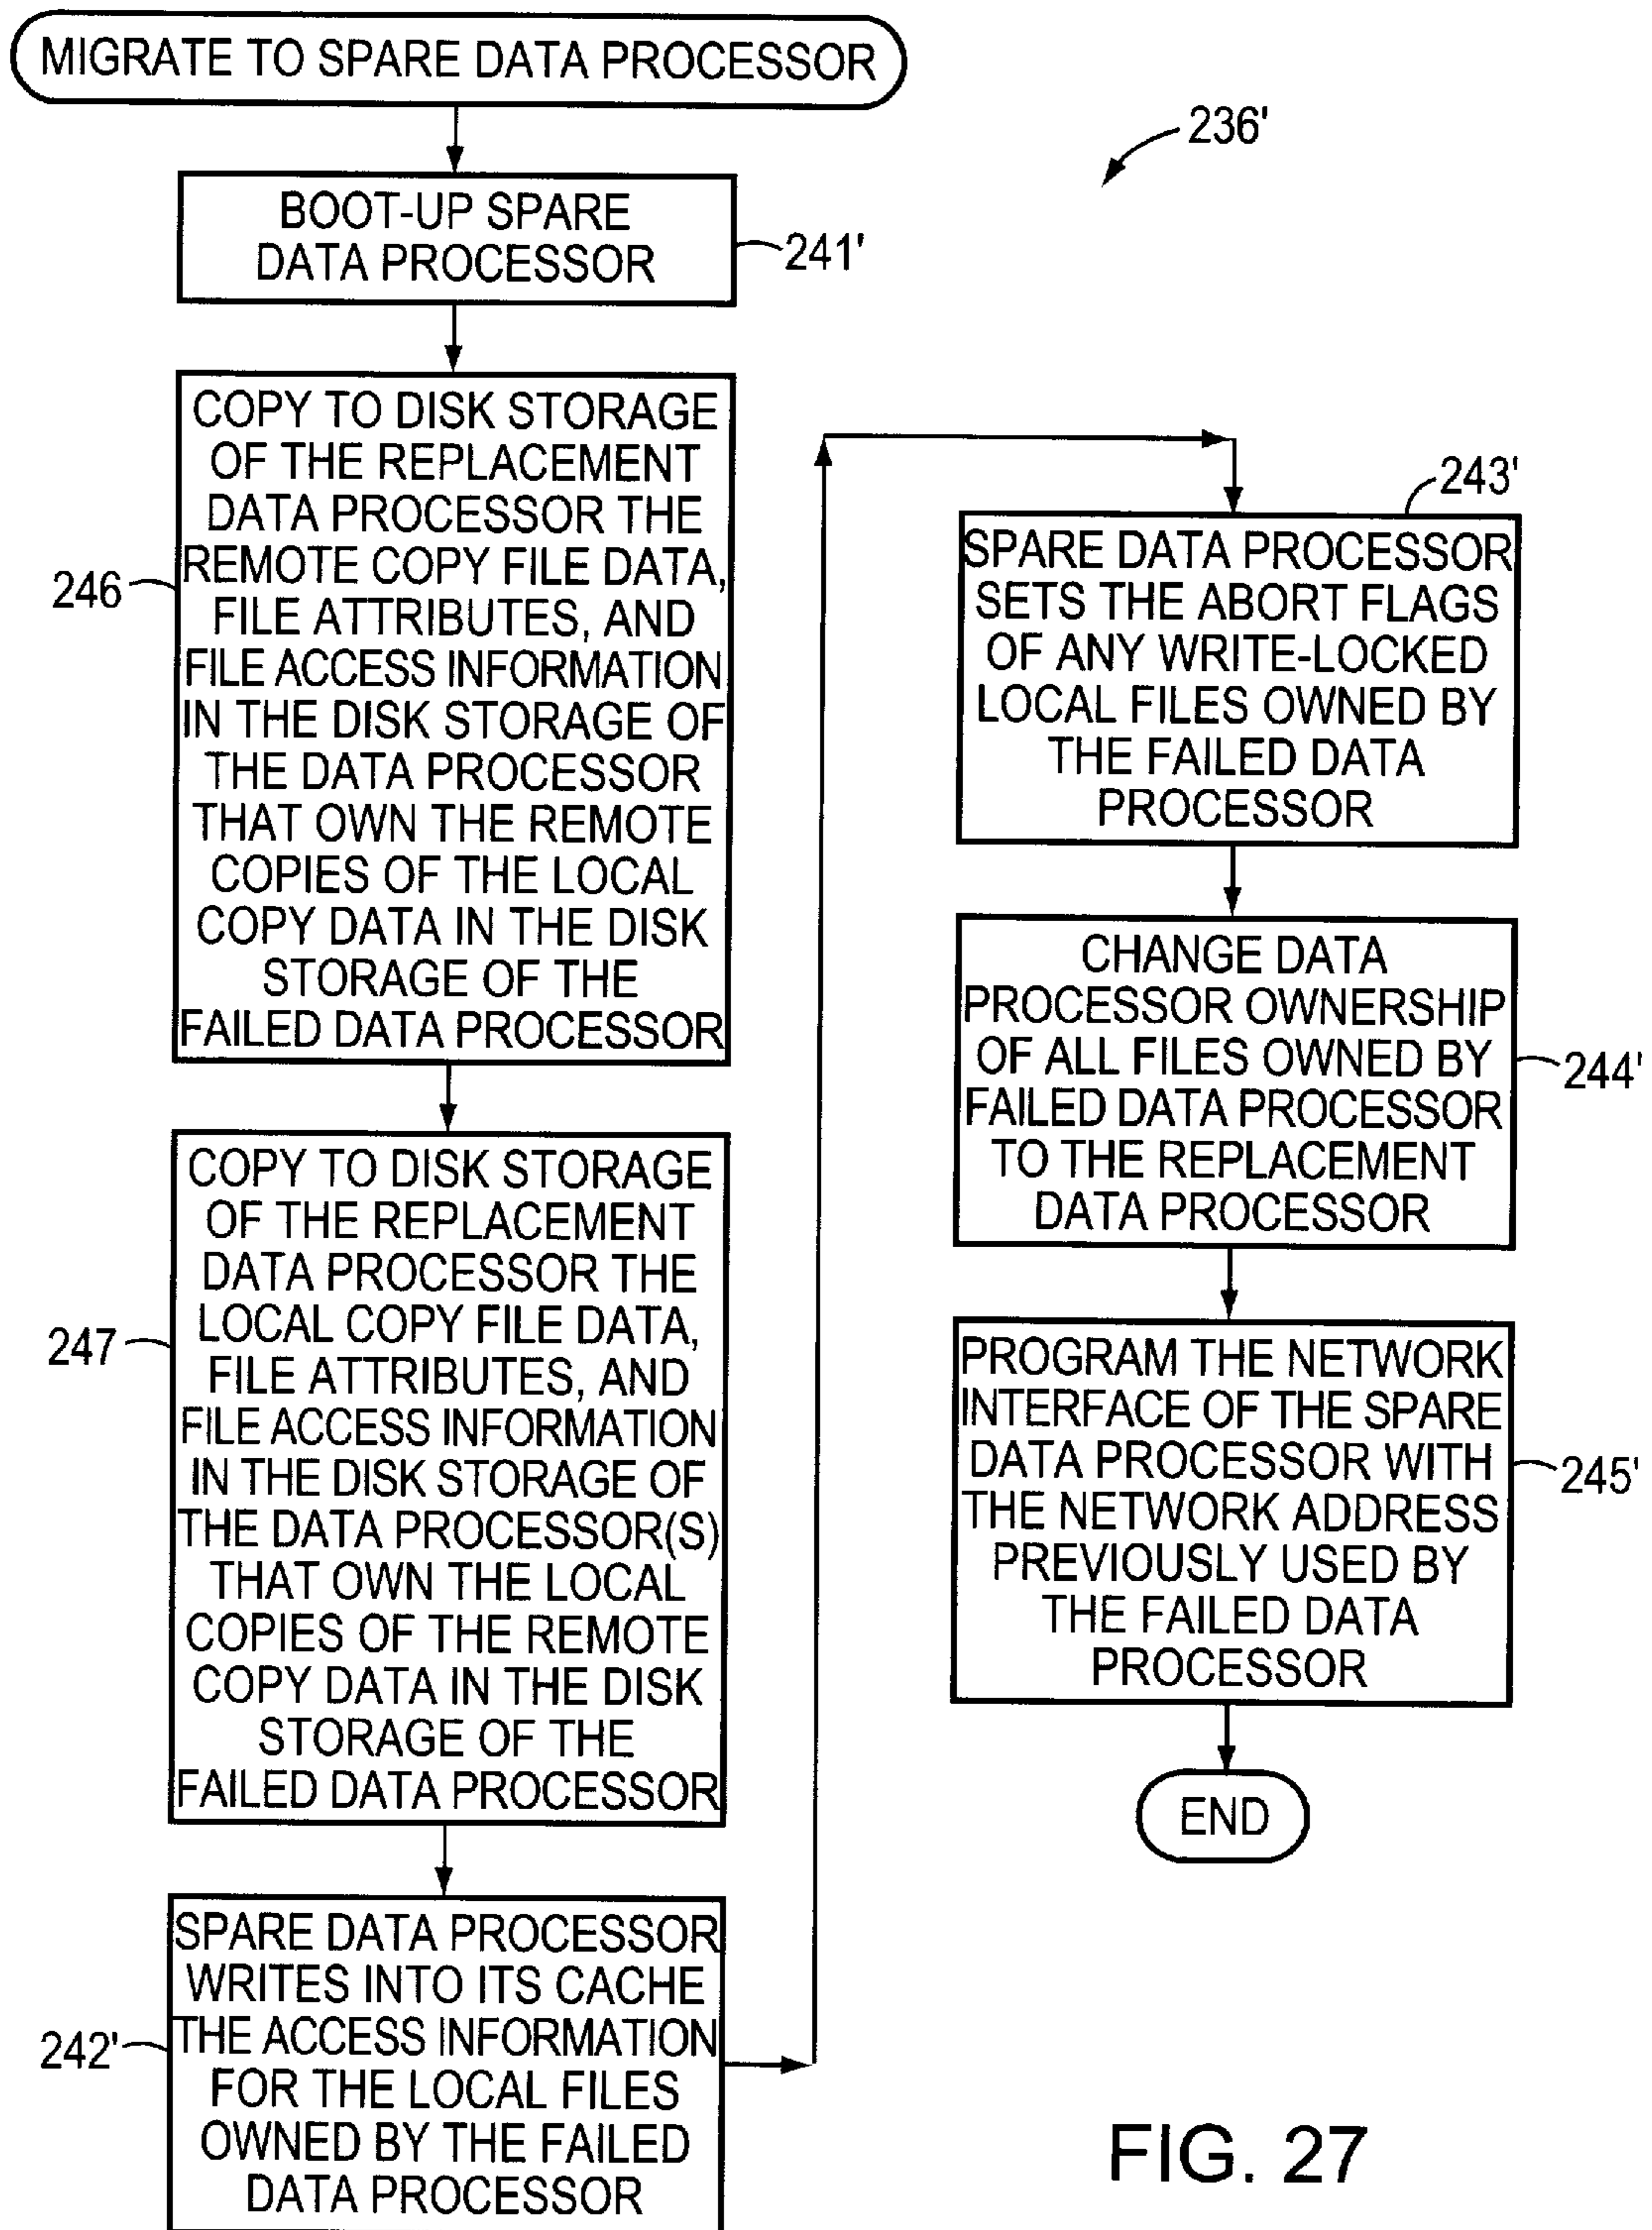 MIGRATE TO SPARE DATA PROCESSOR
236'
BOOT-UP SPARE
DATA PROCESSOR
241'
COPY TO DISK STORAGE
OF THE REPLACEMENT
DATA PROCESSOR THE
REMOTE COPY FILE DATA,
FILE ATTRIBUTES, AND
FILE ACCESS INFORMATION
IN THE DISK STORAGE OF
THE DATA PROCESSOR
THAT OWN THE REMOTE
COPIES OF THE LOCAL
COPY DATA IN THE DISK
STORAGE OF THE
FAILED DATA PROCESSOR
246
COPY TO DISK STORAGE
OF THE REPLACEMENT
DATA PROCESSOR THE
LOCAL COPY FILE DATA,
FILE ATTRIBUTES, AND
FILE ACCESS INFORMATION
IN THE DISK STORAGE OF
THE DATA PROCESSOR(S)
THAT OWN THE LOCAL
COPIES OF THE REMOTE
COPY DATA IN THE DISK
STORAGE OF THE
FAILED DATA PROCESSOR
247
SPARE DATA PROCESSOR
WRITES INTO ITS CACHE
THE ACCESS INFORMATION
FOR THE LOCAL FILES
OWNED BY THE FAILED
DATA PROCESSOR
242'
243'
SPARE DATA PROCESSOR
SETS THE ABORT FLAGS
OF ANY WRITE-LOCKED
LOCAL FILES OWNED BY
THE FAILED DATA
PROCESSOR
CHANGE DATA
PROCESSOR OWNERSHIP
OF ALL FILES OWNED BY
FAILED DATA PROCESSOR
TO THE REPLACEMENT
DATA PROCESSOR
244'
PROGRAM THE NETWORK
INTERFACE OF THE SPARE
DATA PROCESSOR WITH
THE NETWORK ADDRESS
PREVIOUSLY USED BY
THE FAILED DATA
PROCESSOR
245'
END
FIG. 27